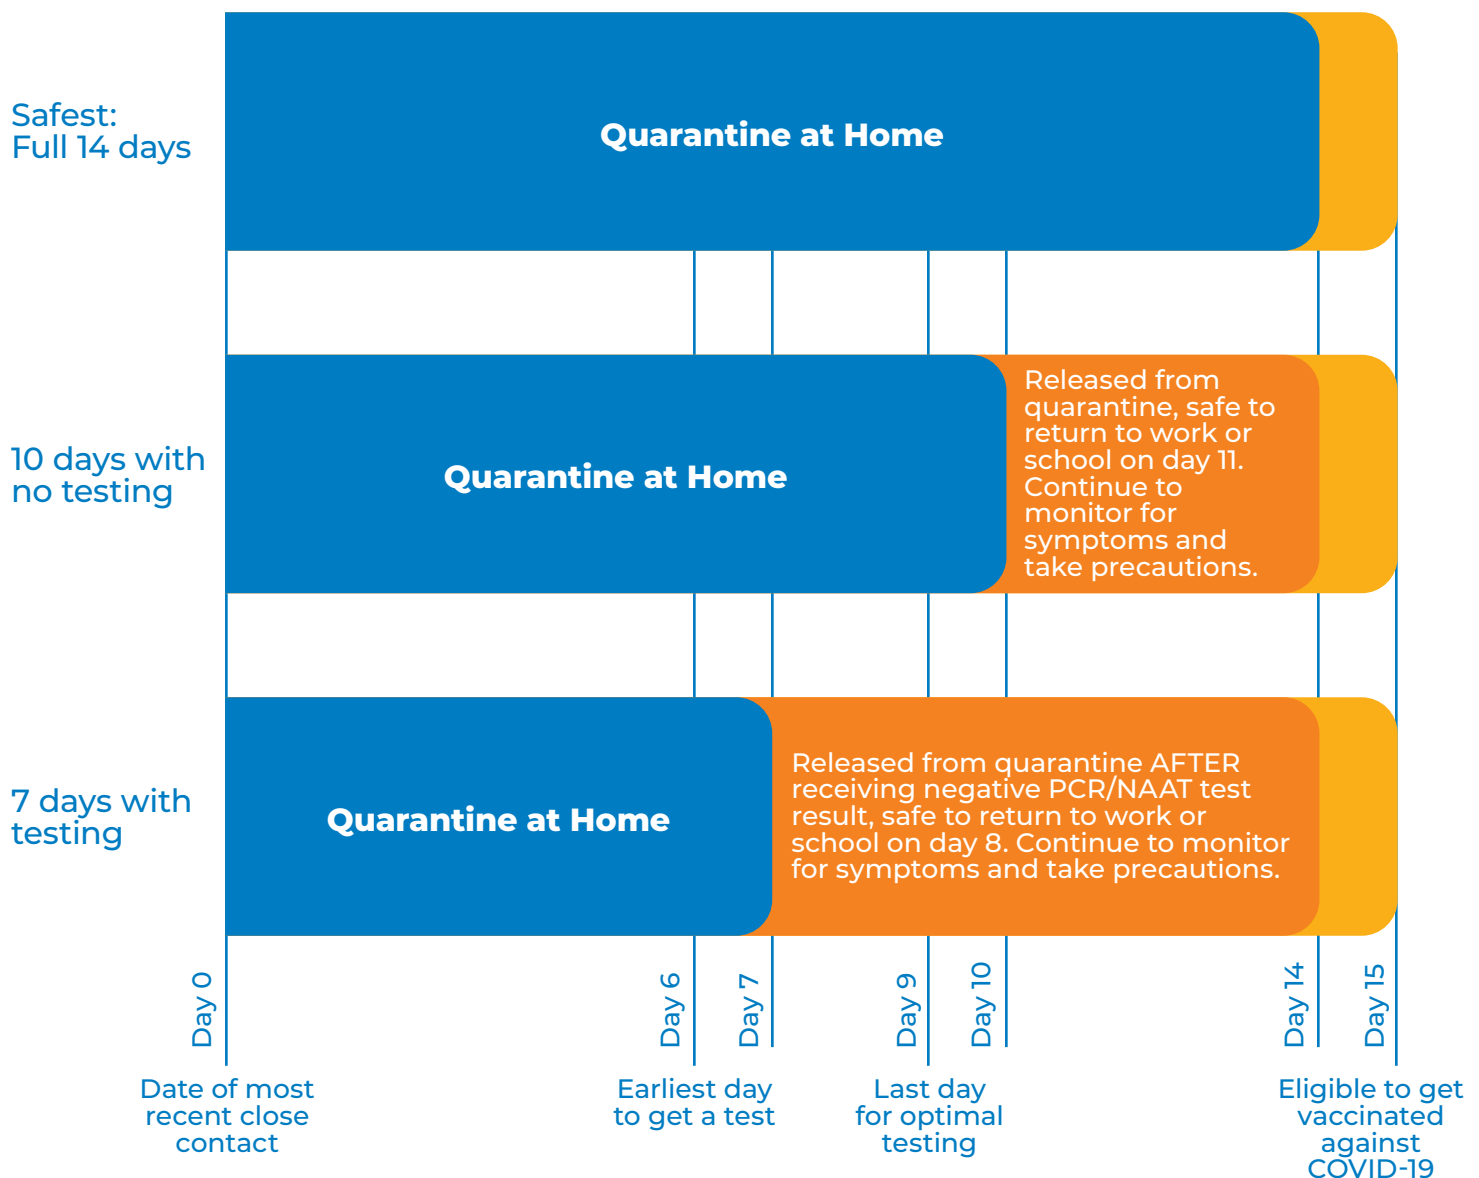 Safest:
Full 14 days
Quarantine at Home
10 days with
no testing
Quarantine at Home
Released from
quarantine, safe to
return to work or
school on day 11.
Continue to
monitor for
symptoms and
take precautions.
7 days with
testing
Quarantine at Home
Released from quarantine AFTER
receiving negative PCR/NAAT test
result, safe to return to work or
school on day 8. Continue to monitor
for symptoms and take precautions.
Day 0
Day 6
Day 7
Day 9
Day 10
Day 14
Day 15
Date of most
recent close
contact
Earliest day
to get a test
Last day
for optimal
testing
Eligible to get
vaccinated
against
COVID-19